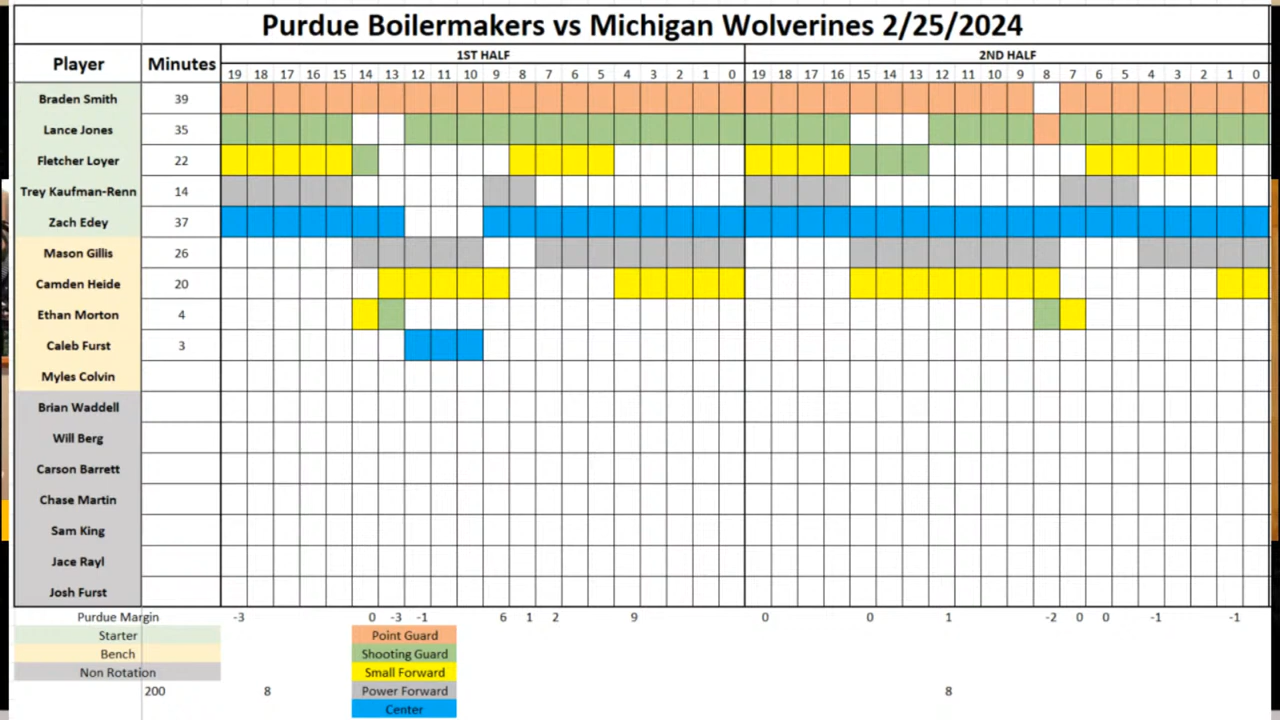 Purdue Boilermakers vs Michigan Wolverines 2/25/2024
Player Minutes 1ST HALF 2ND HALF
19 18 17 16 15 14 13 12 11 10 9 8 7 6 5 4 3 2 1 0 19 18 17 16 15 14 13 12 11 10 9 8 7 6 5 4 3 2 1 0
Braden Smith 39
Lance Jones 35
Fletcher Loyer 22
Trey Kaufman-Renn 14
Zach Edey 37
Mason Gillis 26
Camden Heide 20
Ethan Morton 4
Caleb Furst 3
Myles Colvin
Brian Waddell
Will Berg
Carson Barrett
Chase Martin
Sam King
Jace Rayl
Josh Furst
Purdue Margin -3 0 -3 -1 6 1 2 9 0 0 1 -2 0 0 -1 -1
Starter Point Guard
Bench Shooting Guard
Non Rotation Small Forward
200 8 Power Forward 8
Center